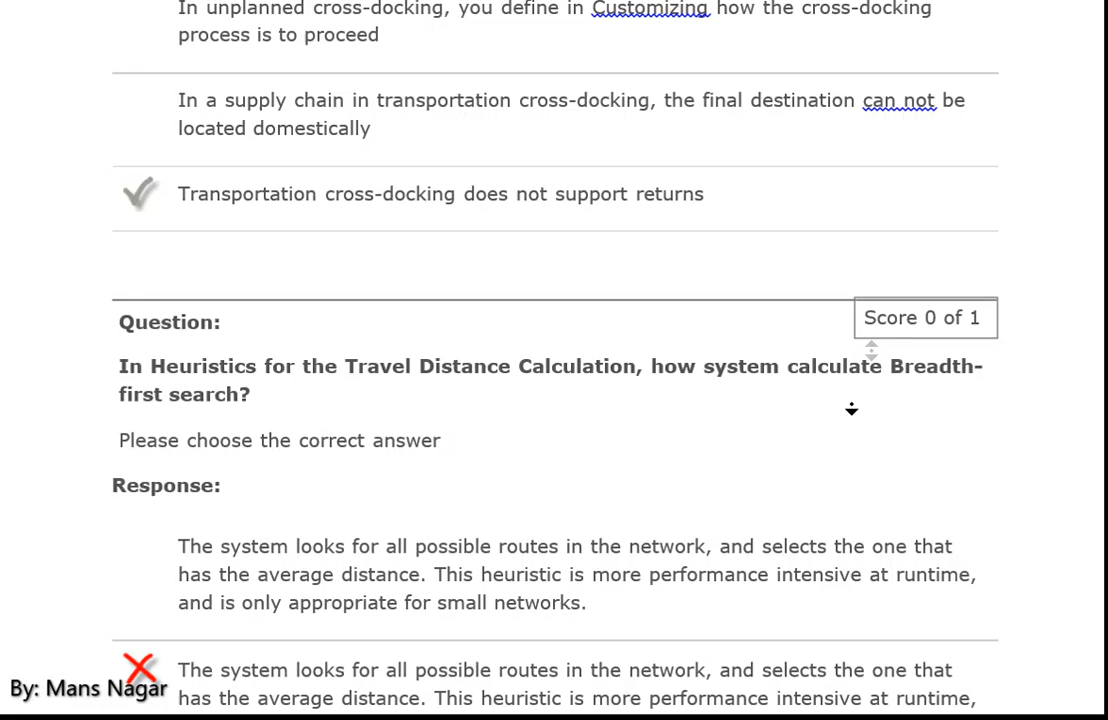 In unplanned cross-docking, you define in Customizing how the cross-docking
process is to proceed
In a supply chain in transportation cross-docking, the final destination can not be
located domestically
Transportation cross-docking does not support returns
Score 0 of 1
Question:
In Heuristics for the Travel Distance Calculation, how system calculate Breadth-
first search?
Please choose the correct answer
Response:
The system looks for all possible routes in the network, and selects the one that
has the average distance. This heuristic is more performance intensive at runtime,
and is only appropriate for small networks.
The system looks for all possible routes in the network, and selects the one that
has the average distance. This heuristic is more performance intensive at runtime,
By: Mans Nagar